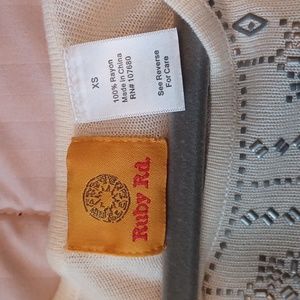 XS
100% Rayon
Made in China
RN# 107680
See Reverse
For Care
Ruby Rd.